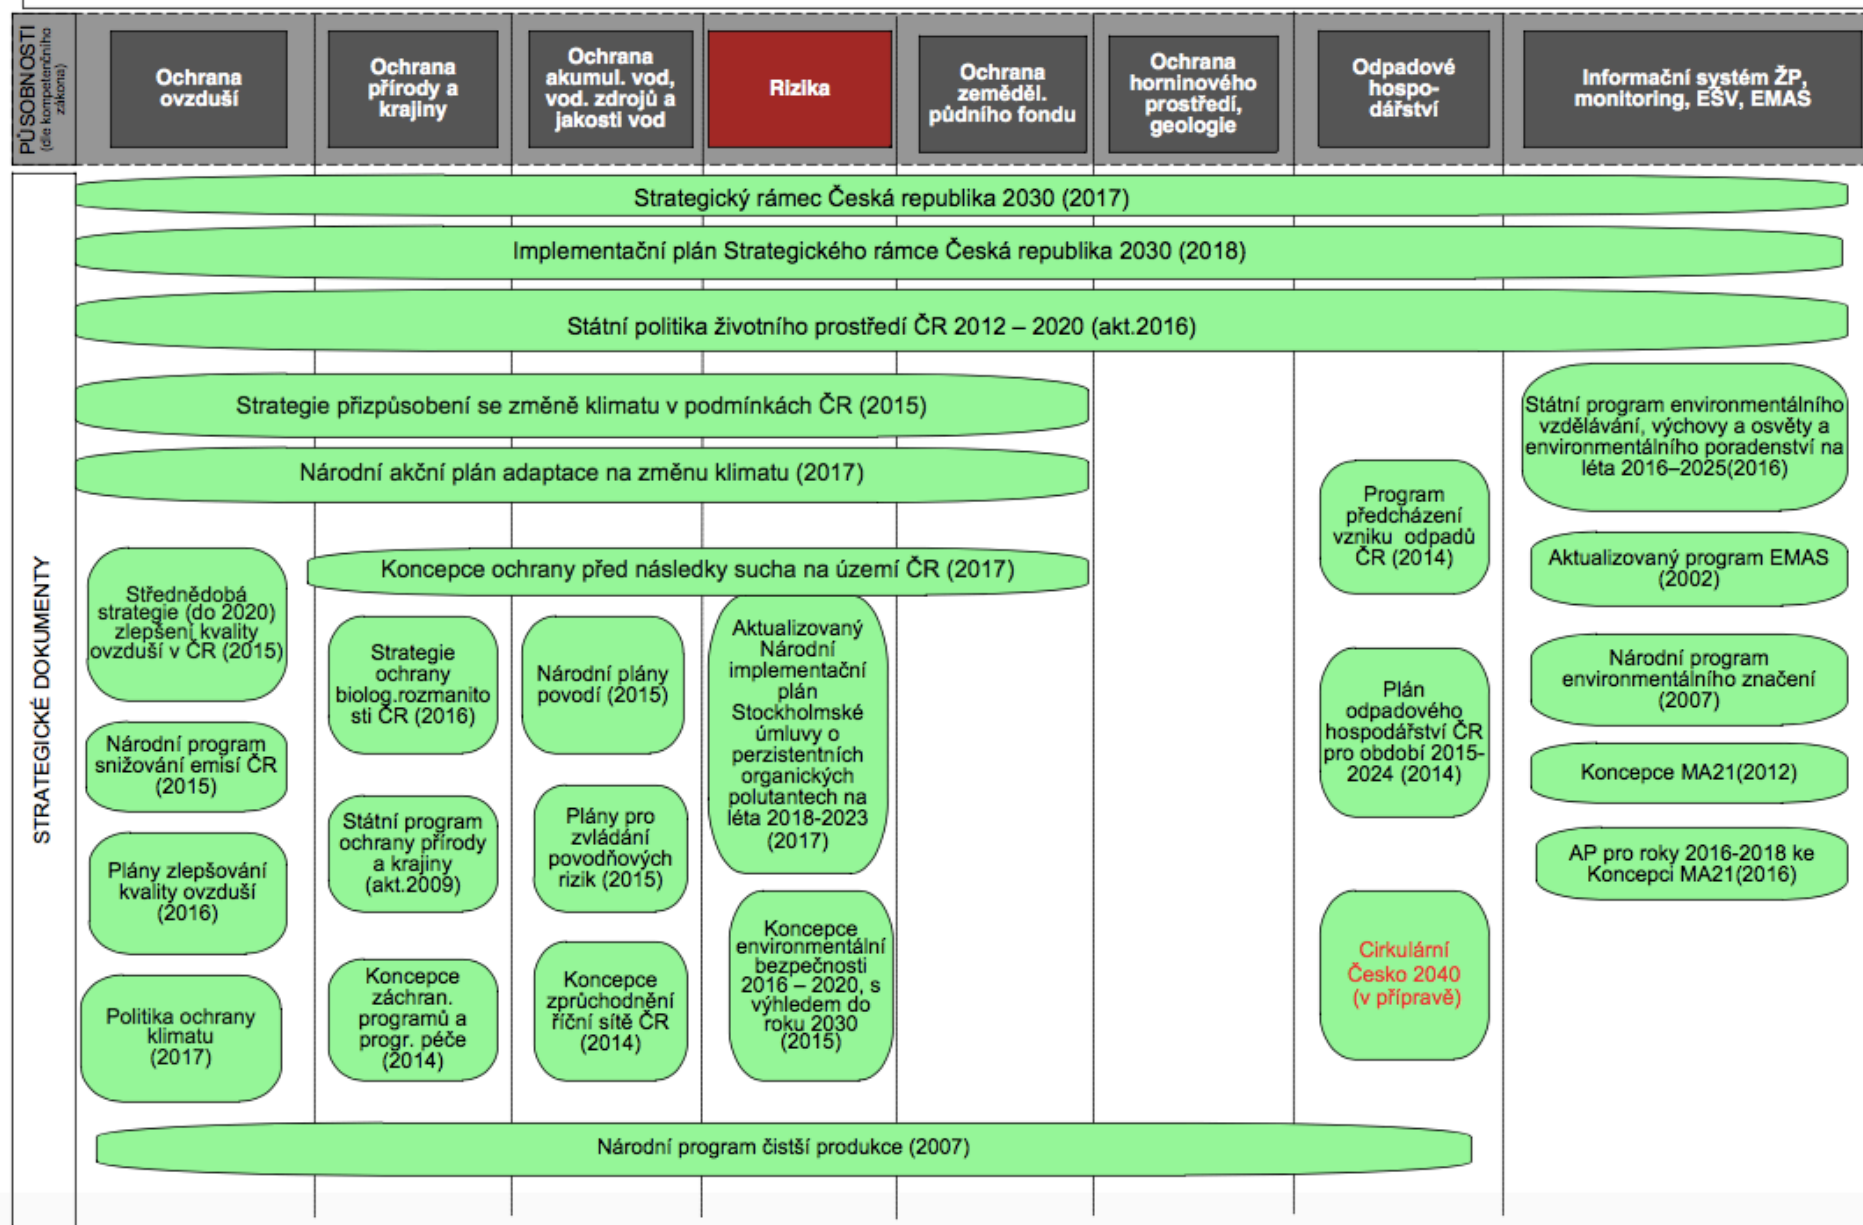 PŮSOBNOSTI
(dle kompetenčního
zákona)
Ochrana
ovzduší
Ochrana
přírody a
krajiny
Ochrana
akumul. vod,
vod. zdrojů a
jakosti vod
Rizika
Ochrana
zeměděl.
půdního fondu
Ochrana
horninového
prostředí,
geologie
Odpadové
hospo-
dářství
Informační systém ŽP,
monitoring, EŠV, EMAS
STRATEGICKÉ DOKUMENTY
Strategický rámec Česká republika 2030 (2017)
Implementační plán Strategického rámce Česká republika 2030 (2018)
Státní politika životního prostředí ČR 2012 – 2020 (akt.2016)
Strategie přizpůsobení se změně klimatu v podmínkách ČR (2015)
Národní akční plán adaptace na změnu klimatu (2017)
Koncepce ochrany před následky sucha na území ČR (2017)
Střednědobá
strategie (do 2020)
zlepšení kvality
ovzduší v ČR (2015)
Národní program
snižování emisí ČR
(2015)
Plány zlepšování
kvality ovzduší
(2016)
Politika ochrany
klimatu
(2017)
Strategie
ochrany
biolog.rozmanito
sti ČR (2016)
Státní program
ochrany přírody
a krajiny
(akt.2009)
Koncepce
záchran.
programů a
progr. péče
(2014)
Národní plány
povodí (2015)
Plány pro
zvládání
povodňových
rizik (2015)
Koncepce
zprůchodnění
říční sítě ČR
(2014)
Aktualizovaný
Národní
implementační
plán
Stockholmské
úmluvy o
perzistentních
organických
polutantech na
léta 2018-2023
(2017)
Koncepce
environmentální
bezpečnosti
2016 – 2020, s
výhledem do
roku 2030
(2015)
Program
předcházení
vzniku odpadů
ČR (2014)
Plán
odpadového
hospodářství ČR
pro období 2015-
2024 (2014)
Cirkulární
Česko 2040
(v přípravě)
Státní program environmentálního
vzdělávání, výchovy a osvěty a
environmentálního poradenství na
léta 2016–2025(2016)
Aktualizovaný program EMAS
(2002)
Národní program
environmentálního značení
(2007)
Koncepce MA21(2012)
AP pro roky 2016-2018 ke
Koncepci MA21(2016)
Národní program čistší produkce (2007)